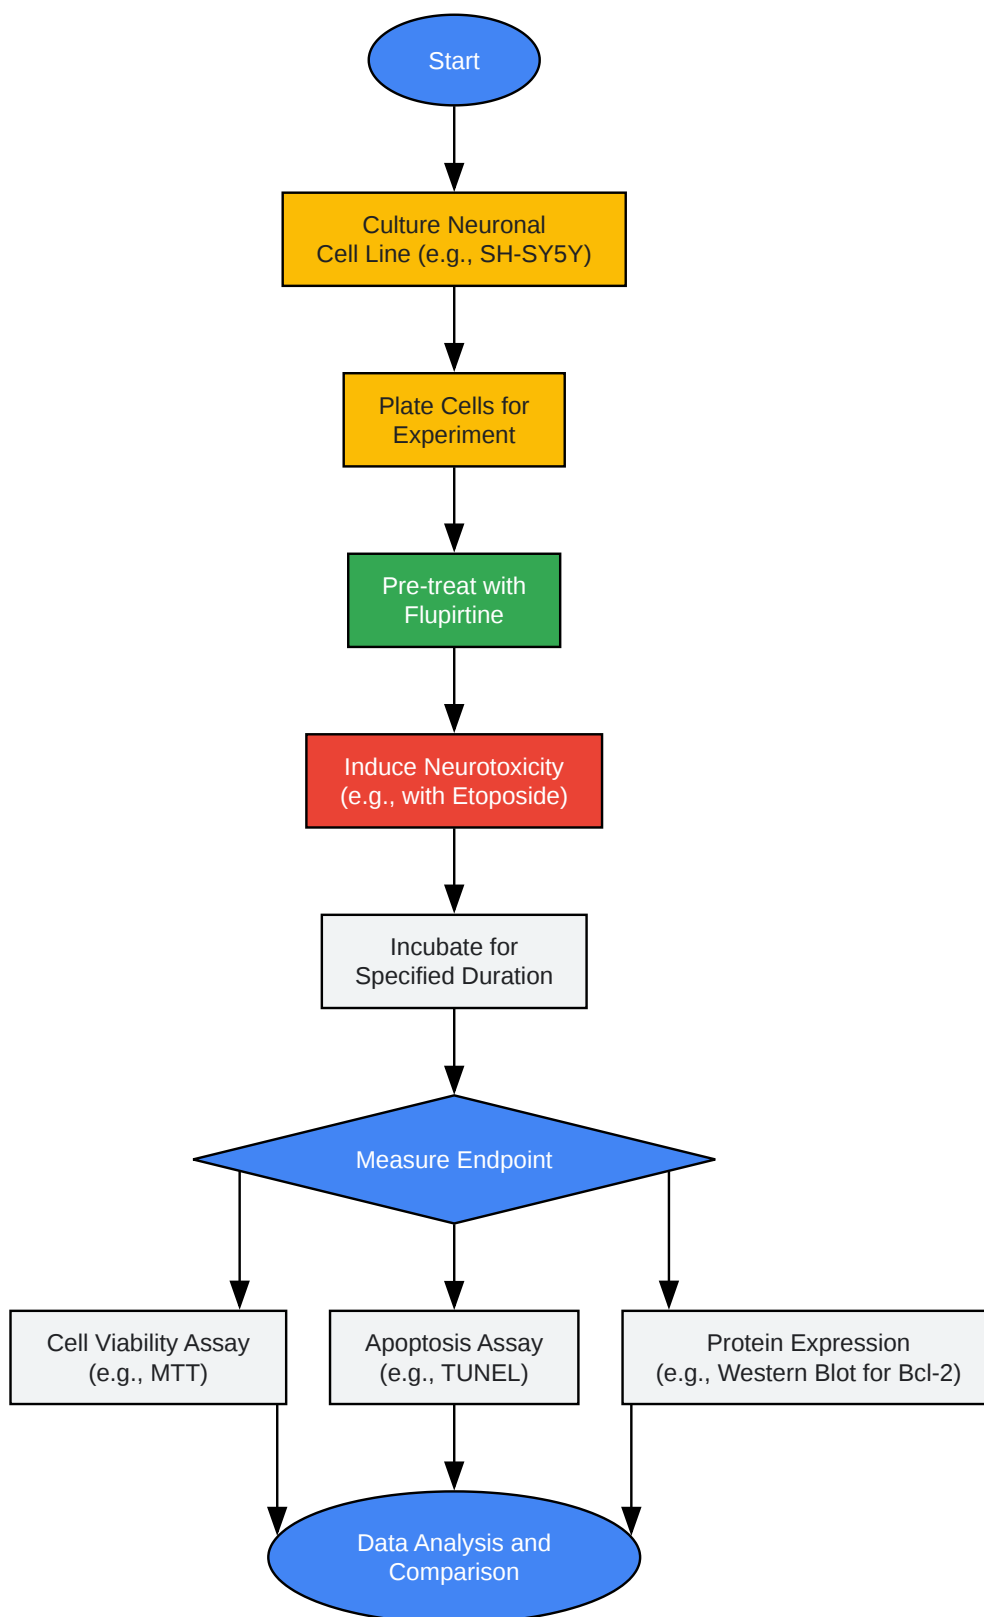 Start
Culture Neuronal
Cell Line (e.g., SH-SY5Y)
Plate Cells for
Experiment
Pre-treat with
Flupirtine
Induce Neurotoxicity
(e.g., with Etoposide)
Incubate for
Specified Duration
Measure Endpoint
Cell Viability Assay
(e.g., MTT)
Apoptosis Assay
(e.g., TUNEL)
Protein Expression
(e.g., Western Blot for Bcl-2)
Data Analysis and
Comparison